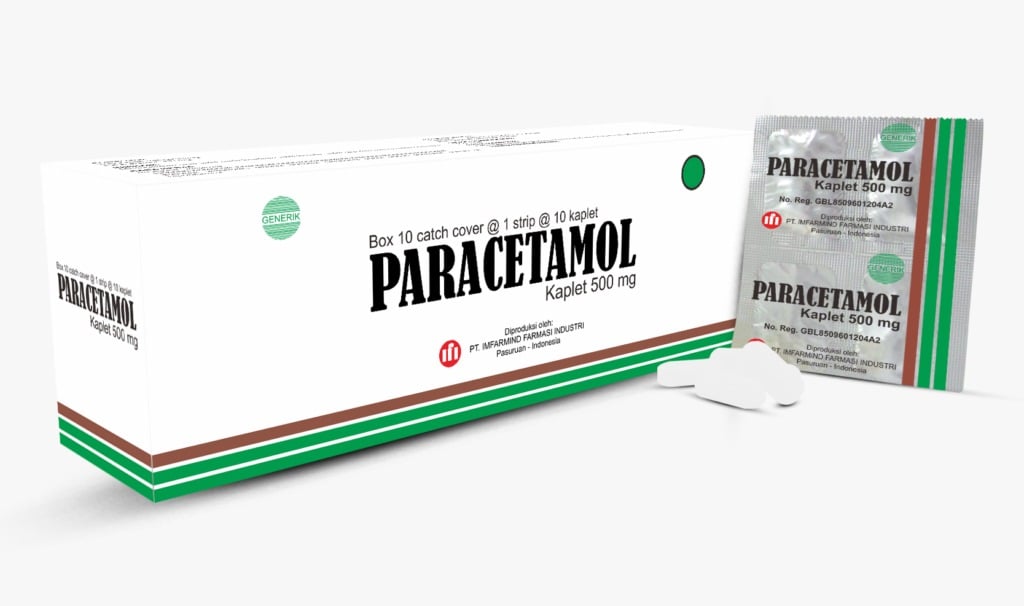 GENERIK
Box 10 catch cover @ 1 strip @ 10 kaplet
PARACETAMOL
Kaplet 500 mg
Diproduksi oleh:
ifi
PT. IMFARMIND FARMASI INDUSTRI
Pasuruan - Indonesia
Box 10 catch cover @ 1 strip @ 10 kaplet
PARACETAMOL
Kaplet 500 mg
GENERIK
PARACETAMOL
Kaplet 500 mg
No. Reg. GBL8509601204A2
Diproduksi oleh:
ifi
PT. IMFARMIND FARMASI INDUSTRI
Pasuruan - Indonesia
GENERIK
PARACETAMOL
Kaplet 500 mg
No. Reg. GBL8509601204A2
Diproduksi oleh:
PT. IMFARMIND FARMASI INDUSTRI
Pasuruan - Indonesia